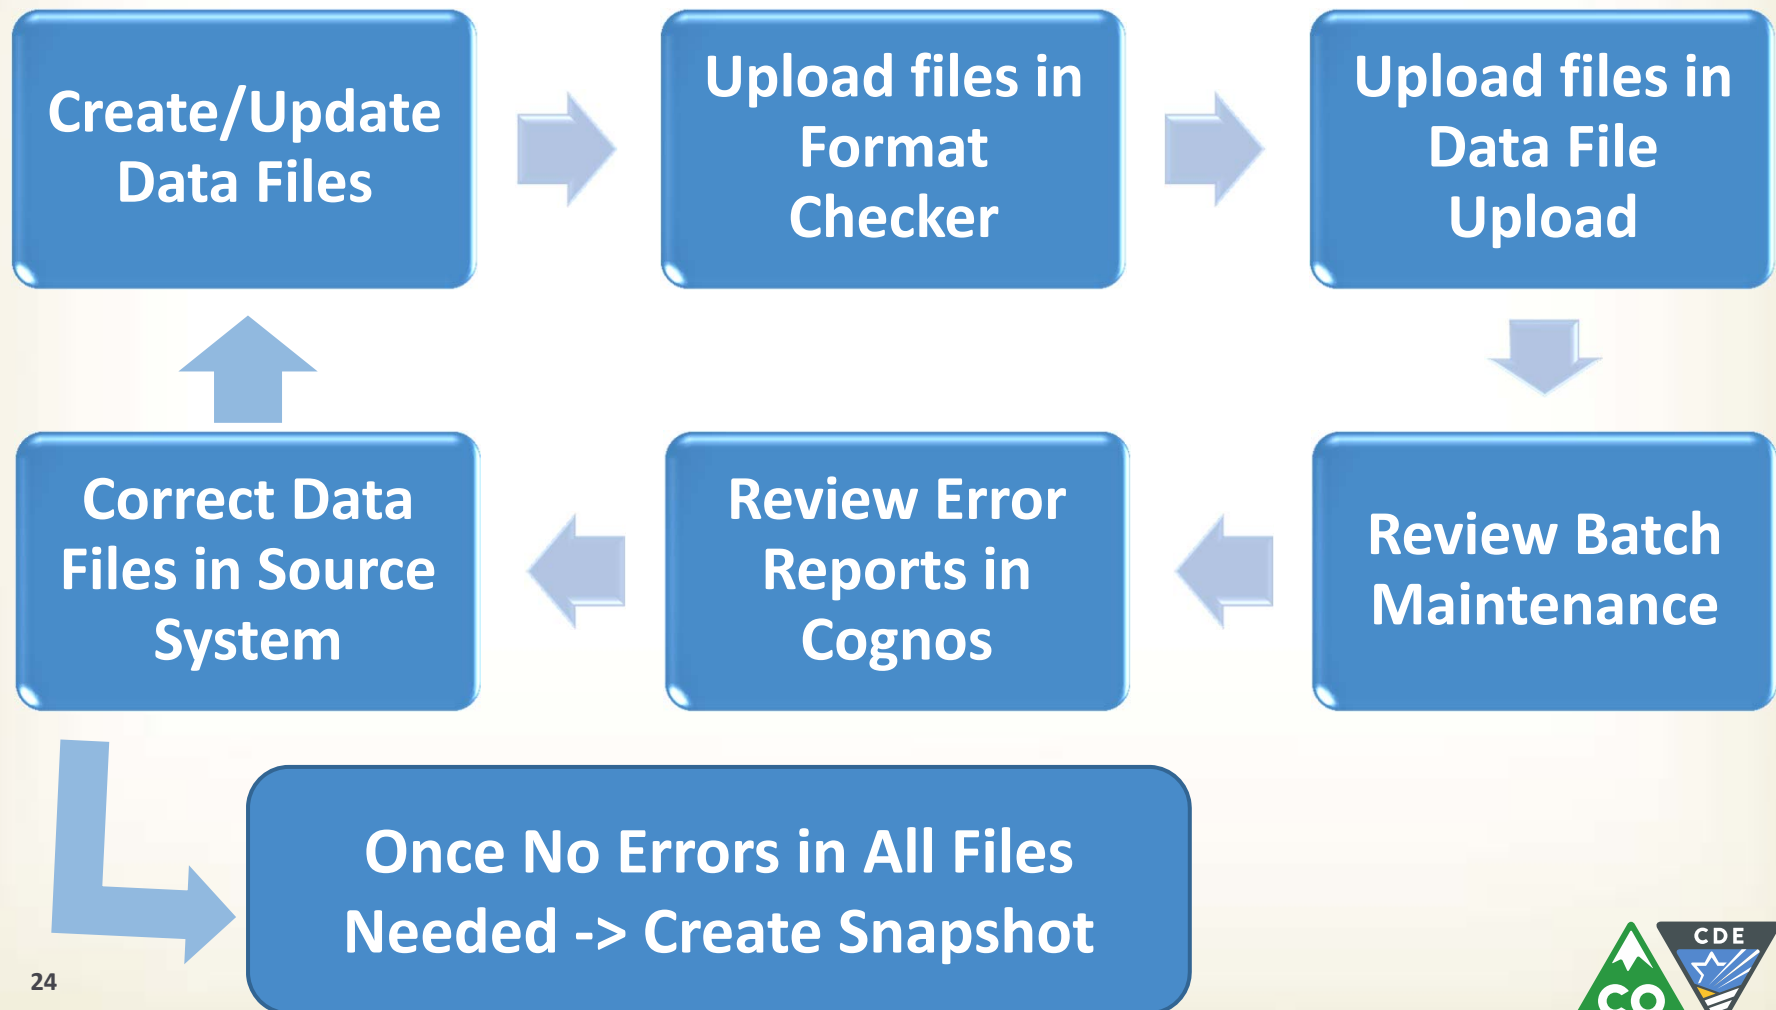 Create/Update
Data Files
Upload files in
Format
Checker
Upload files in
Data File
Upload
Correct Data
Files in Source
System
Review Error
Reports in
Cognos
Review Batch
Maintenance
Once No Errors in All Files
Needed -> Create Snapshot
24
CO
CDE